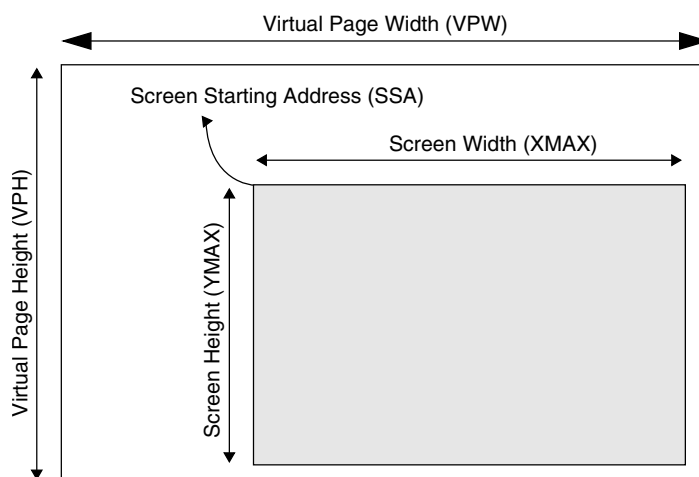 Virtual Page Width (VPW)
Screen Starting Address (SSA)
Screen Width (XMAX)
Virtual Page Height (VPH)
Screen Height (YMAX)